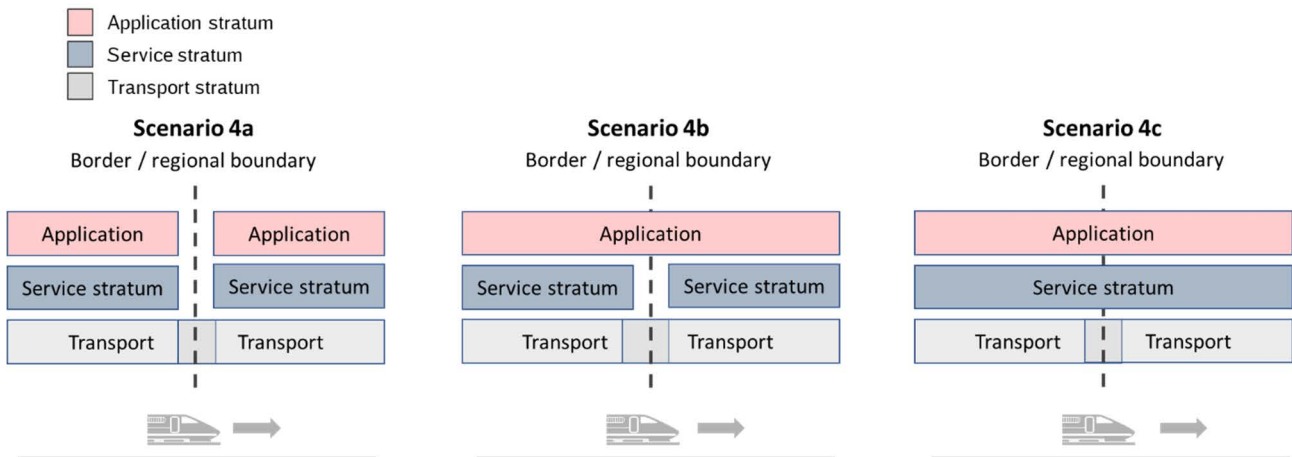 Application stratum
Service stratum
Transport stratum
Scenario 4a
Border / regional boundary
Application
Application
Service stratum
Service stratum
Transport
Transport
Scenario 4b
Border / regional boundary
Application
Service stratum
Service stratum
Transport
Transport
Scenario 4c
Border / regional boundary
Application
Service stratum
Transport
Transport